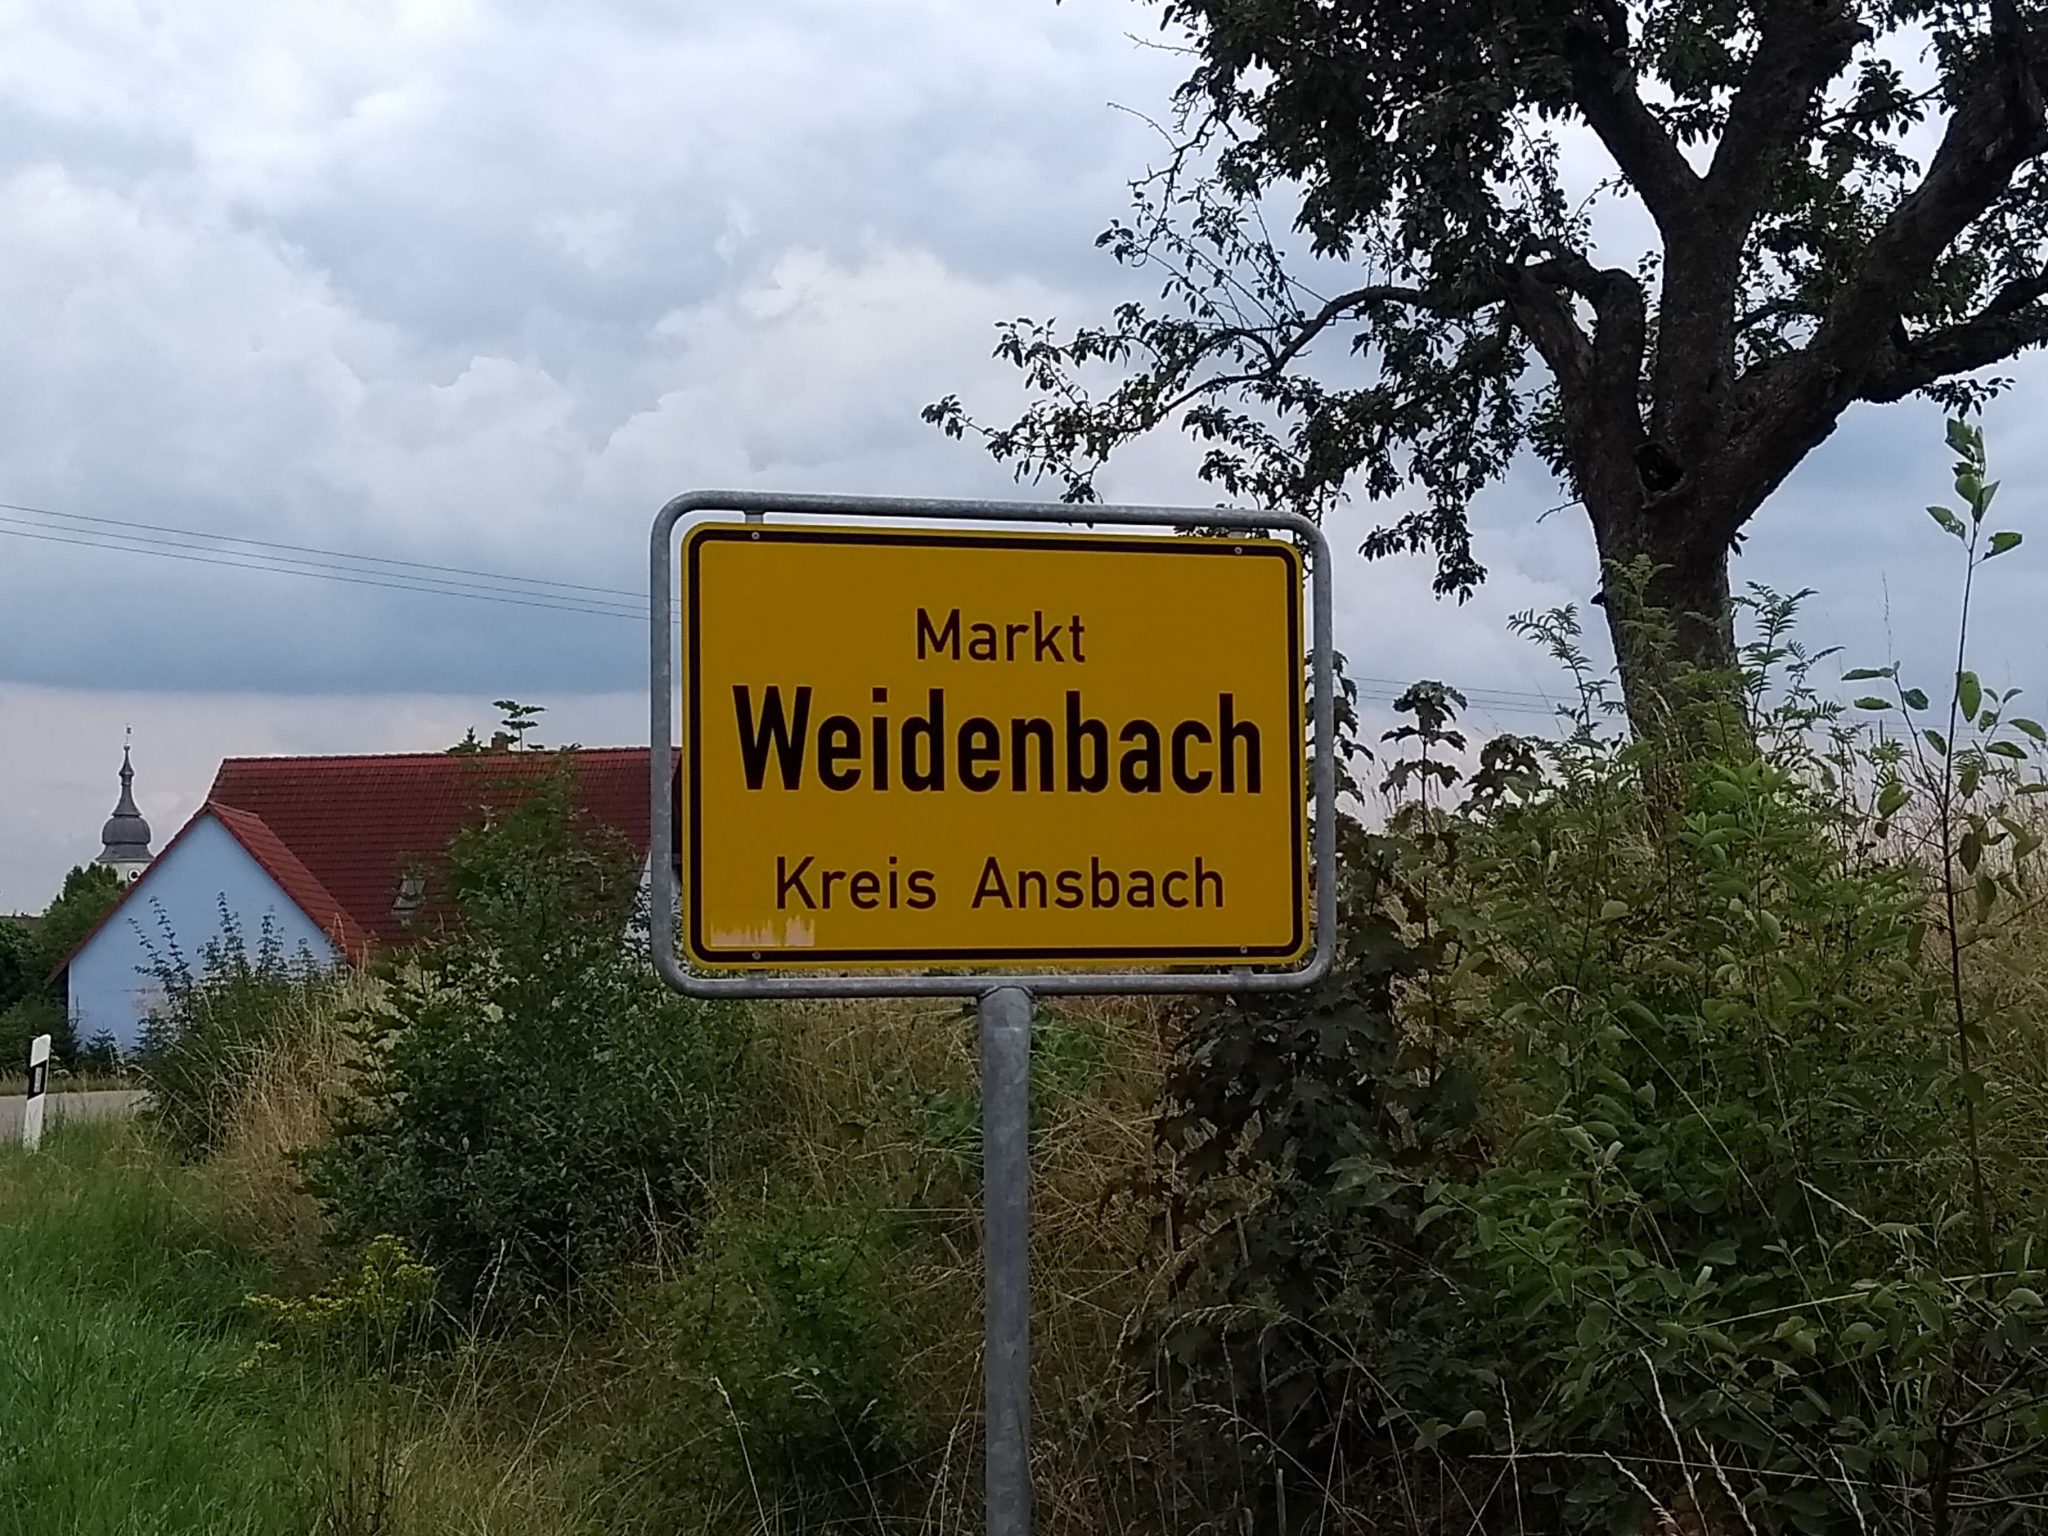 Markt
Weidenbach
Kreis Ansbach